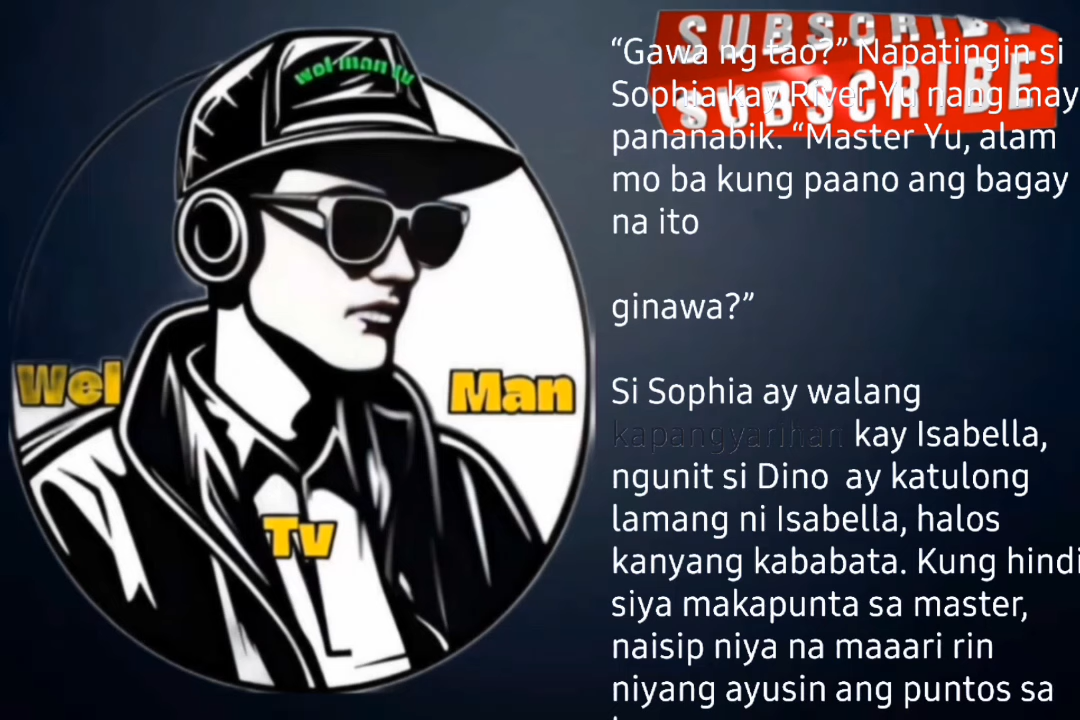 wel man tv
Wel
Man
Tv
SUBSCRIBE
SUBSCRIBE
“Gawa ng tao?” Napatingin si
Sophia kay River Yu nang may
pananabik. “Master Yu, alam
mo ba kung paano ang bagay
na ito
ginawa?”
Si Sophia ay walang
kapangyarihan kay Isabella,
ngunit si Dino ay katulong
lamang ni Isabella, halos
kanyang kababata. Kung hindi
siya makapunta sa master,
naisip niya na maaari rin
niyang ayusin ang puntos sa